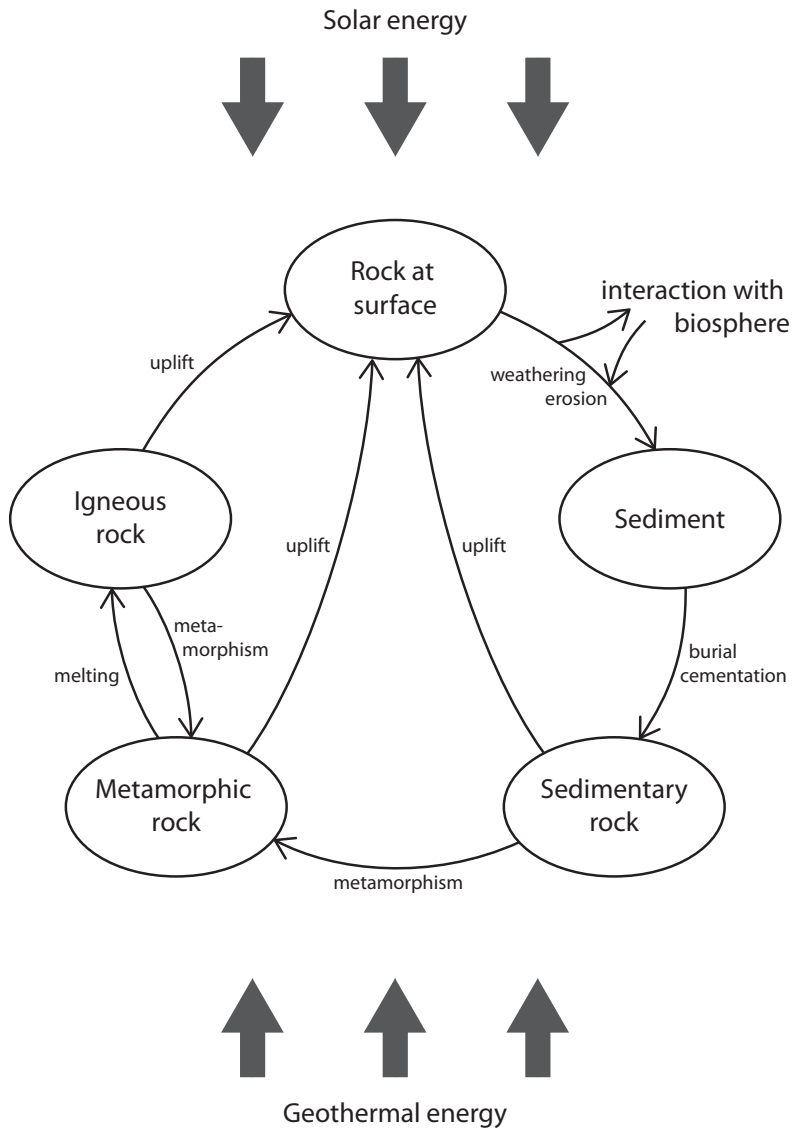 Solar energy
Rock at
surface
interaction with
biosphere
uplift
weathering
erosion
Igneous
rock
Sediment
uplift
uplift
meta-
morphism
melting
burial
cementation
Metamorphic
rock
Sedimentary
rock
metamorphism
Geothermal energy